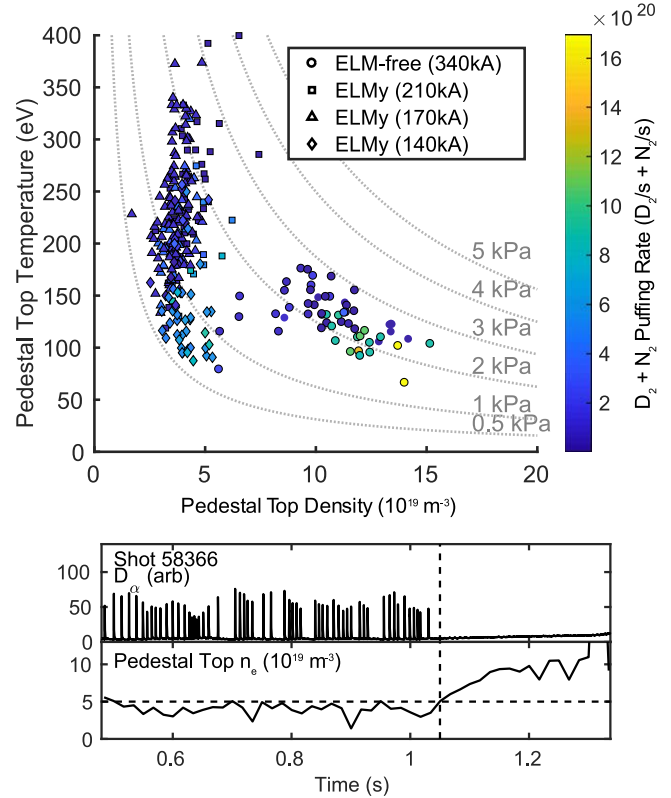 × 10 20
400
350
300
250
200
150
100
50
0
Pedestal Top Temperature (eV)
ELM-free (340kA)
ELMy (210kA)
ELMy (170kA)
ELMy (140kA)
5 kPa
4 kPa
3 kPa
2 kPa
1 kPa
0.5 kPa
0 5 10 15 20
Pedestal Top Density (10¹⁹ m⁻³)
16
14
12
10
8
6
4
2
D₂ + N₂ Puffing Rate (D₂/s + N₂/s)
Shot 58366
Dα (arb)
100
50
0
Pedestal Top nₑ (10¹⁹ m⁻³)
10
5
0
0.6 0.8 1 1.2
Time (s)